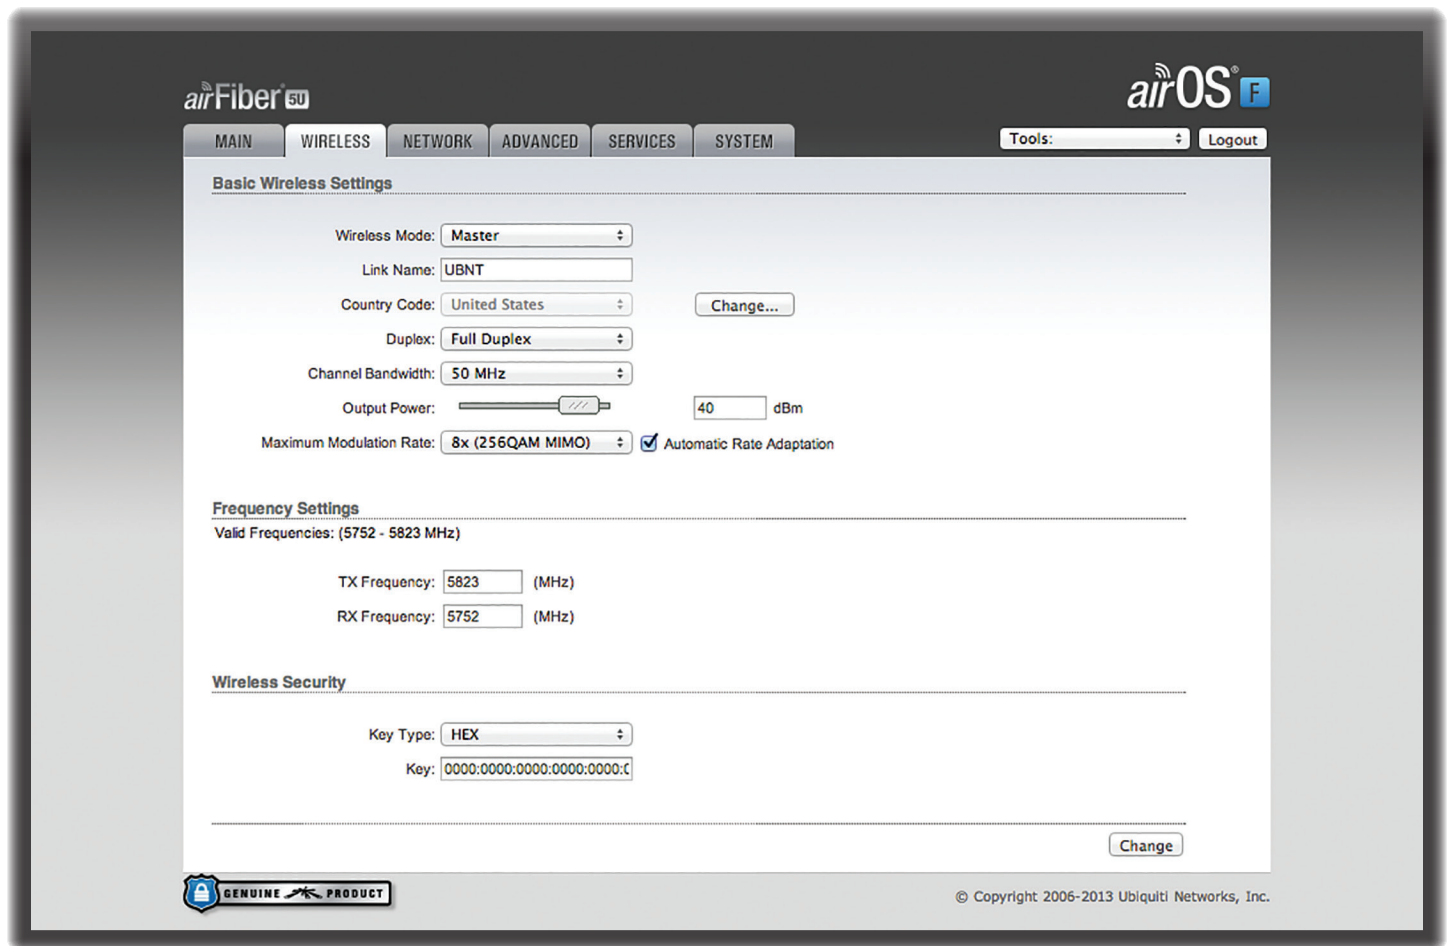 airFiber® 5U
airOS® F
MAIN WIRELESS NETWORK ADVANCED SERVICES SYSTEM Tools: Logout
Basic Wireless Settings
Wireless Mode: Master
Link Name: UBNT
Country Code: United States Change...
Duplex: Full Duplex
Channel Bandwidth: 50 MHz
Output Power: 40 dBm
Maximum Modulation Rate: 8x (256QAM MIMO) Automatic Rate Adaptation
Frequency Settings
Valid Frequencies: (5752 - 5823 MHz)
TX Frequency: 5823 (MHz)
RX Frequency: 5752 (MHz)
Wireless Security
Key Type: HEX
Key: 0000:0000:0000:0000:0000:
Change
GENUINE PRODUCT
© Copyright 2006-2013 Ubiquiti Networks, Inc.